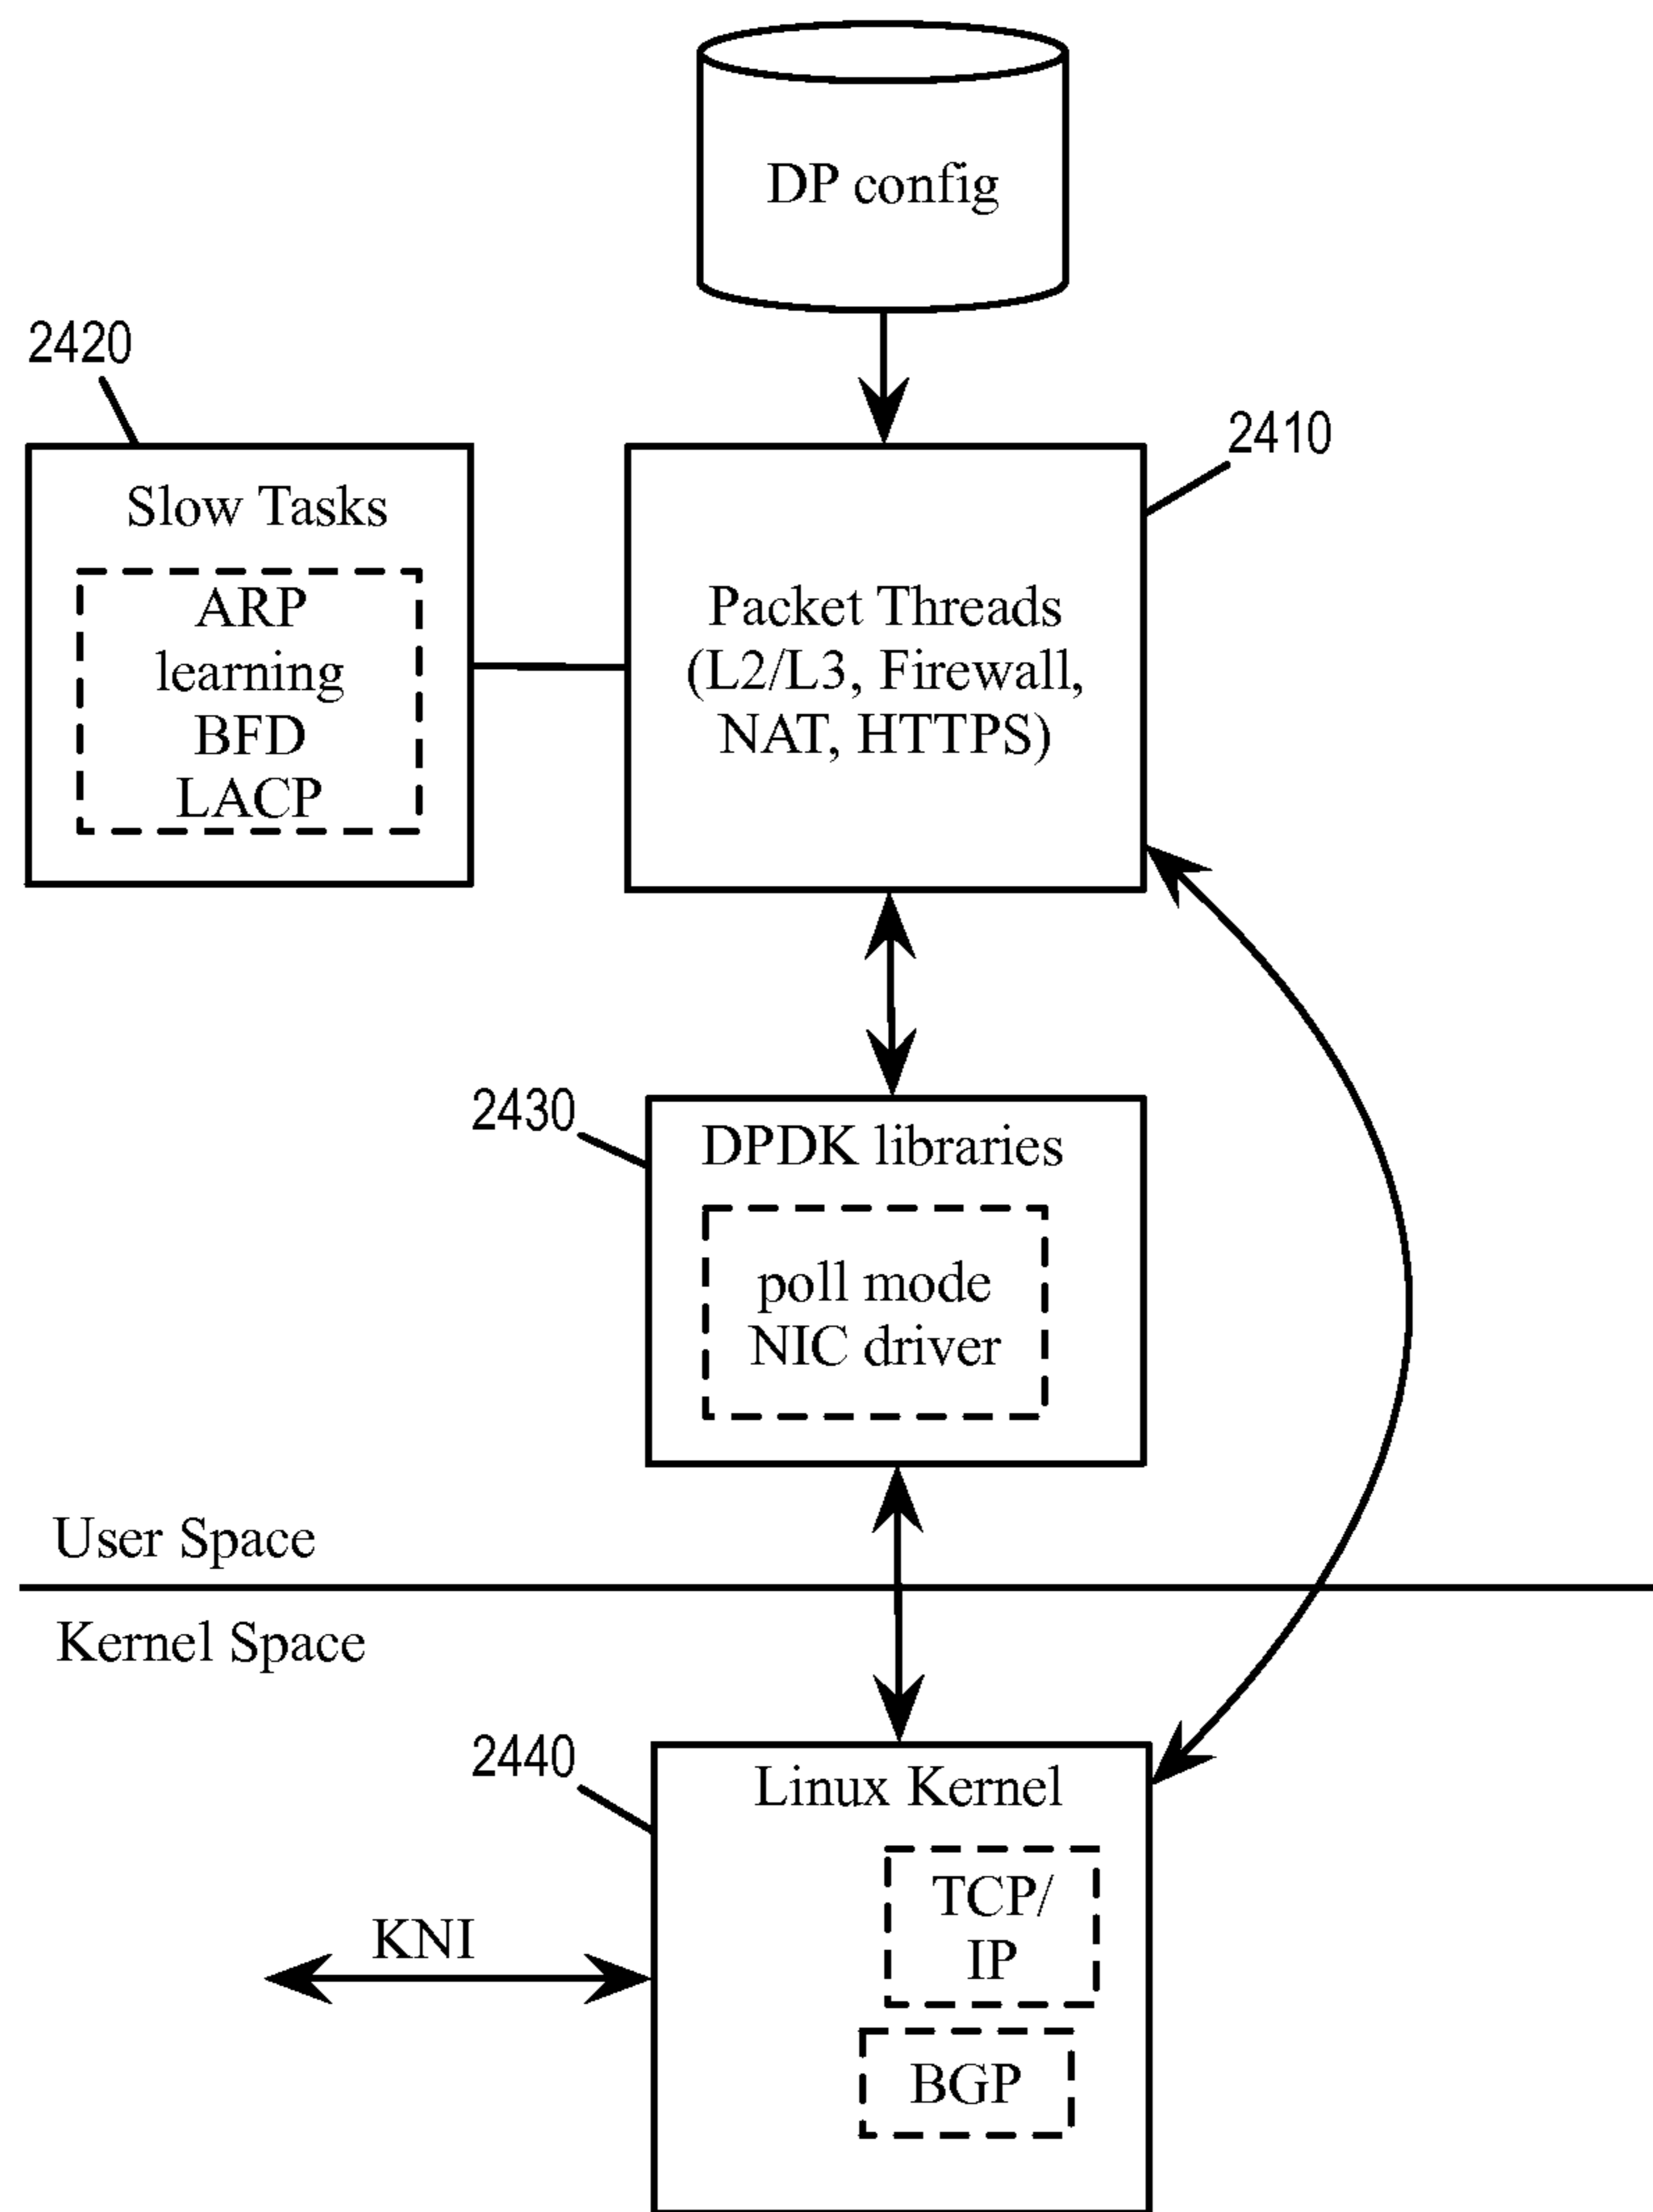 DP config
2420
2410
Slow Tasks
ARP
learning
BFD
LACP
Packet Threads
(L2/L3, Firewall,
NAT, HTTPS)
2430
DPDK libraries
poll mode
NIC driver
User Space
Kernel Space
2440
Linux Kernel
TCP/
IP
KNI
BGP